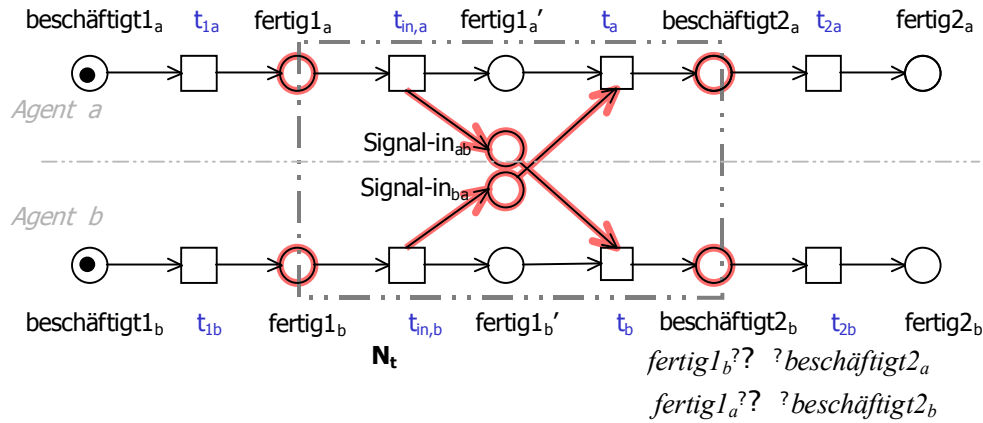 beschäftigt1a t1a fertig1a tin,a fertig1a’ ta beschäftigt2a t2a fertig2a
Agent a
Signal-inab
Signal-inba
Agent b
beschäftigt1b t1b fertig1b tin,b fertig1b’ tb beschäftigt2b t2b fertig2b
Nt
fertig1b?? ?beschäftigt2a
fertig1a?? ?beschäftigt2b